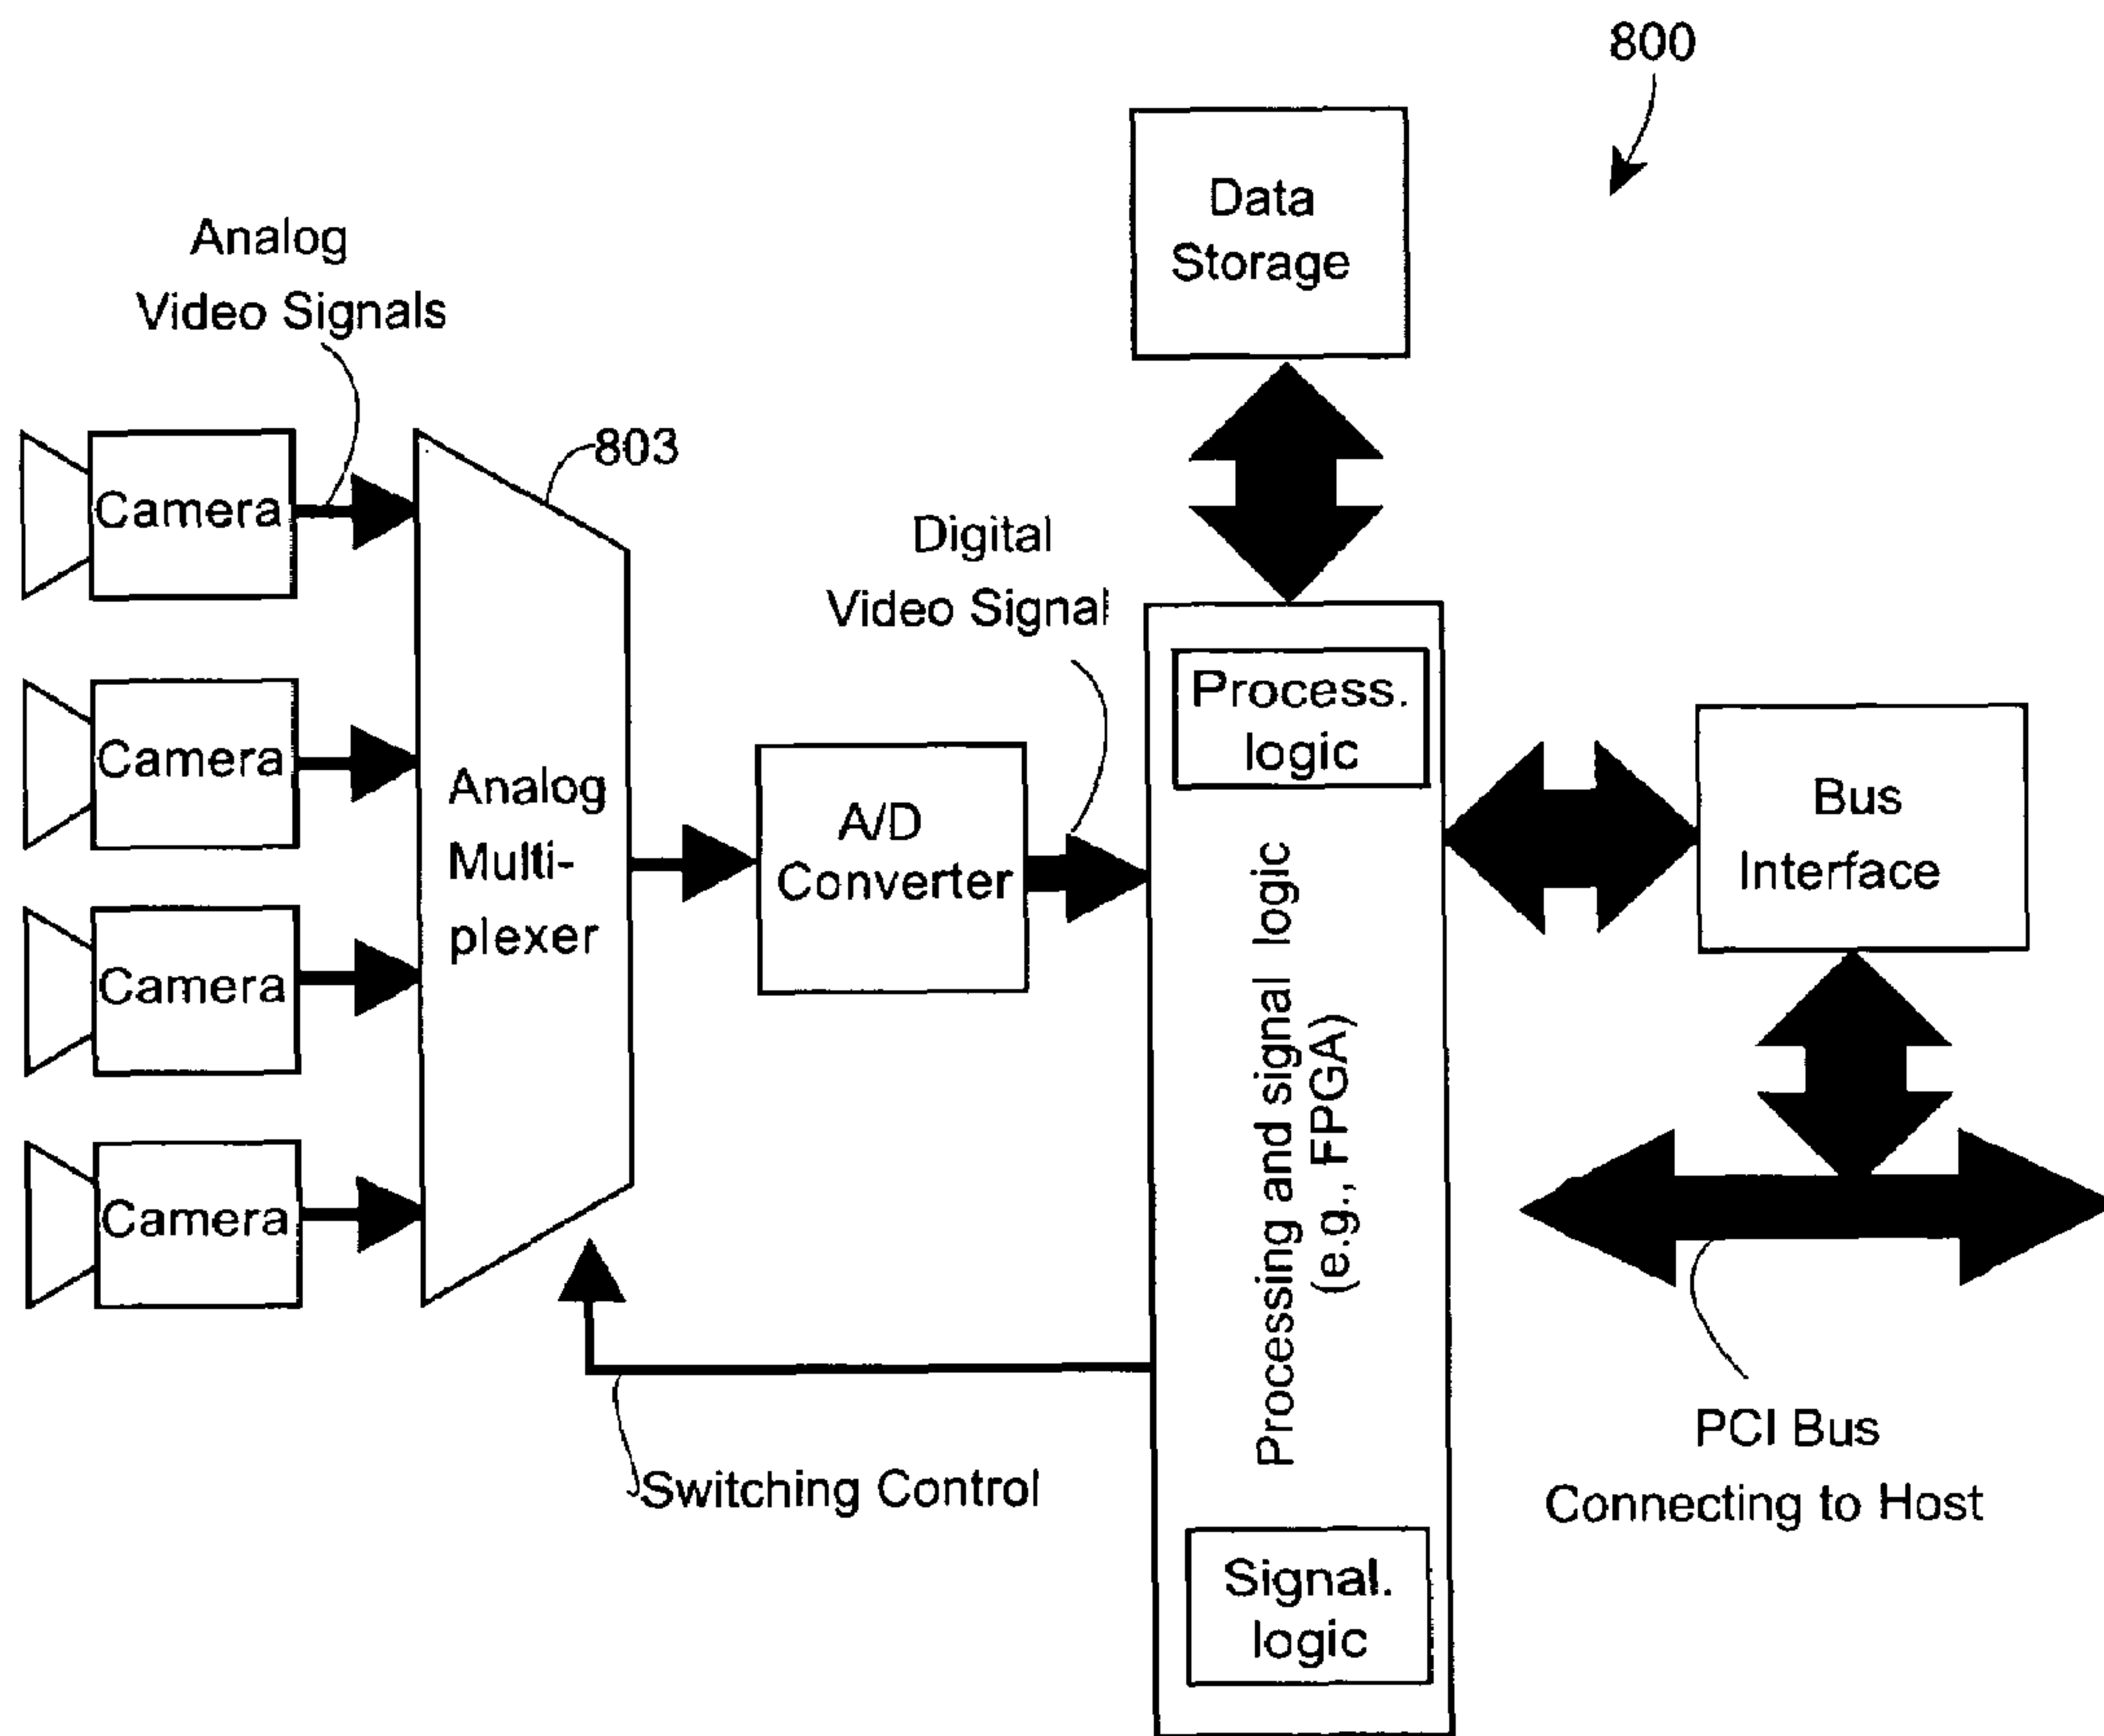 800
Data
Storage
Analog
Video Signals
803
Camera
Camera
Camera
Camera
Analog
Multi-
plexer
Digital
Video Signal
A/D
Converter
Process.
logic
Processing and signal logic
(e.g., FPGA)
Signal.
logic
Bus
Interface
Switching Control
PCI Bus
Connecting to Host